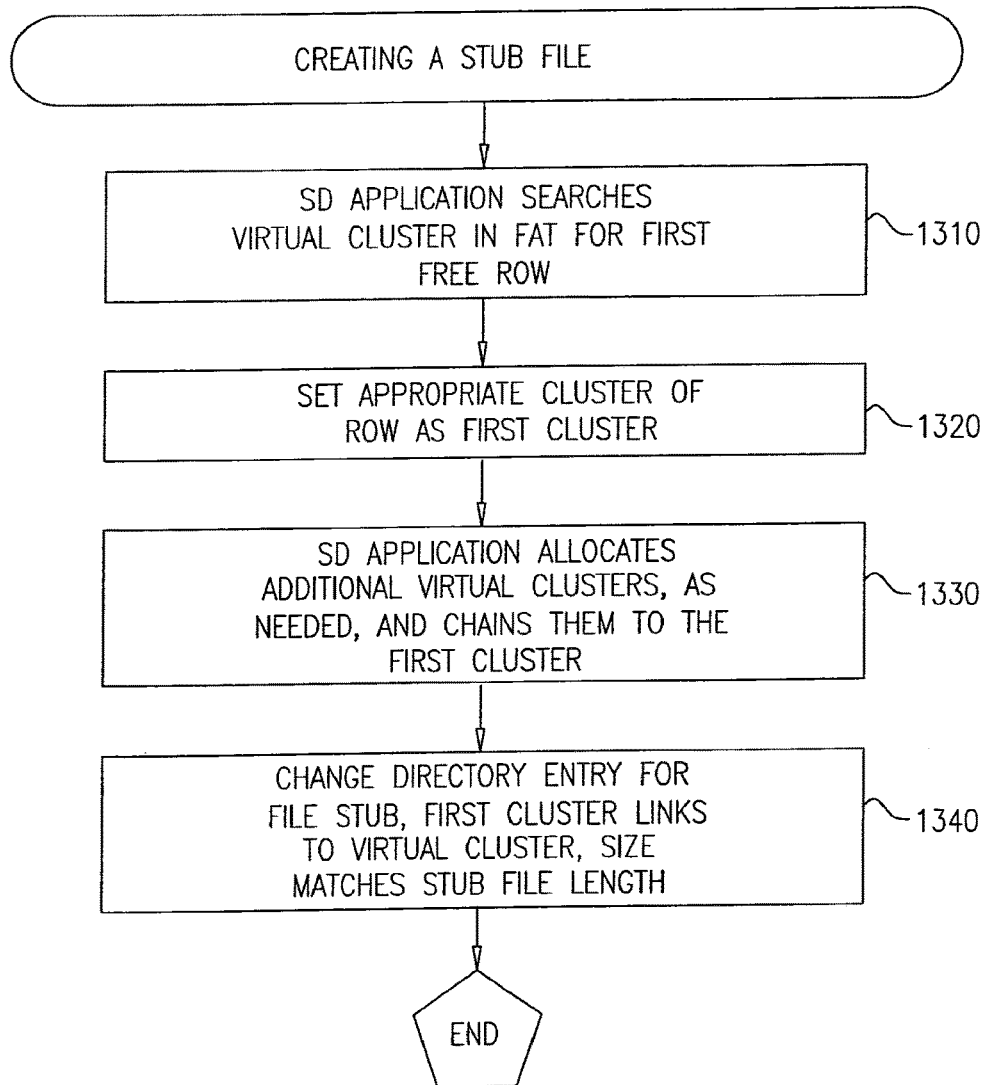 CREATING A STUB FILE
SD APPLICATION SEARCHES
VIRTUAL CLUSTER IN FAT FOR FIRST
FREE ROW
1310
SET APPROPRIATE CLUSTER OF
ROW AS FIRST CLUSTER
1320
SD APPLICATION ALLOCATES
ADDITIONAL VIRTUAL CLUSTERS, AS
NEEDED, AND CHAINS THEM TO THE
FIRST CLUSTER
1330
CHANGE DIRECTORY ENTRY FOR
FILE STUB, FIRST CLUSTER LINKS
TO VIRTUAL CLUSTER, SIZE
MATCHES STUB FILE LENGTH
1340
END